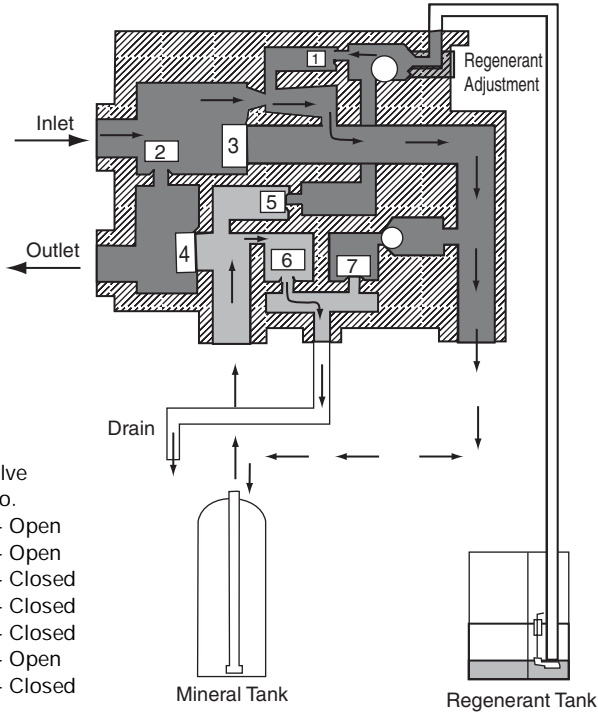 1
Regenerant
Adjustment
Inlet
2
3
5
Outlet
4
6
7
Drain
lve
o.
- Open
- Open
- Closed
- Closed
- Closed
- Open
- Closed
Mineral Tank
Regenerant Tank